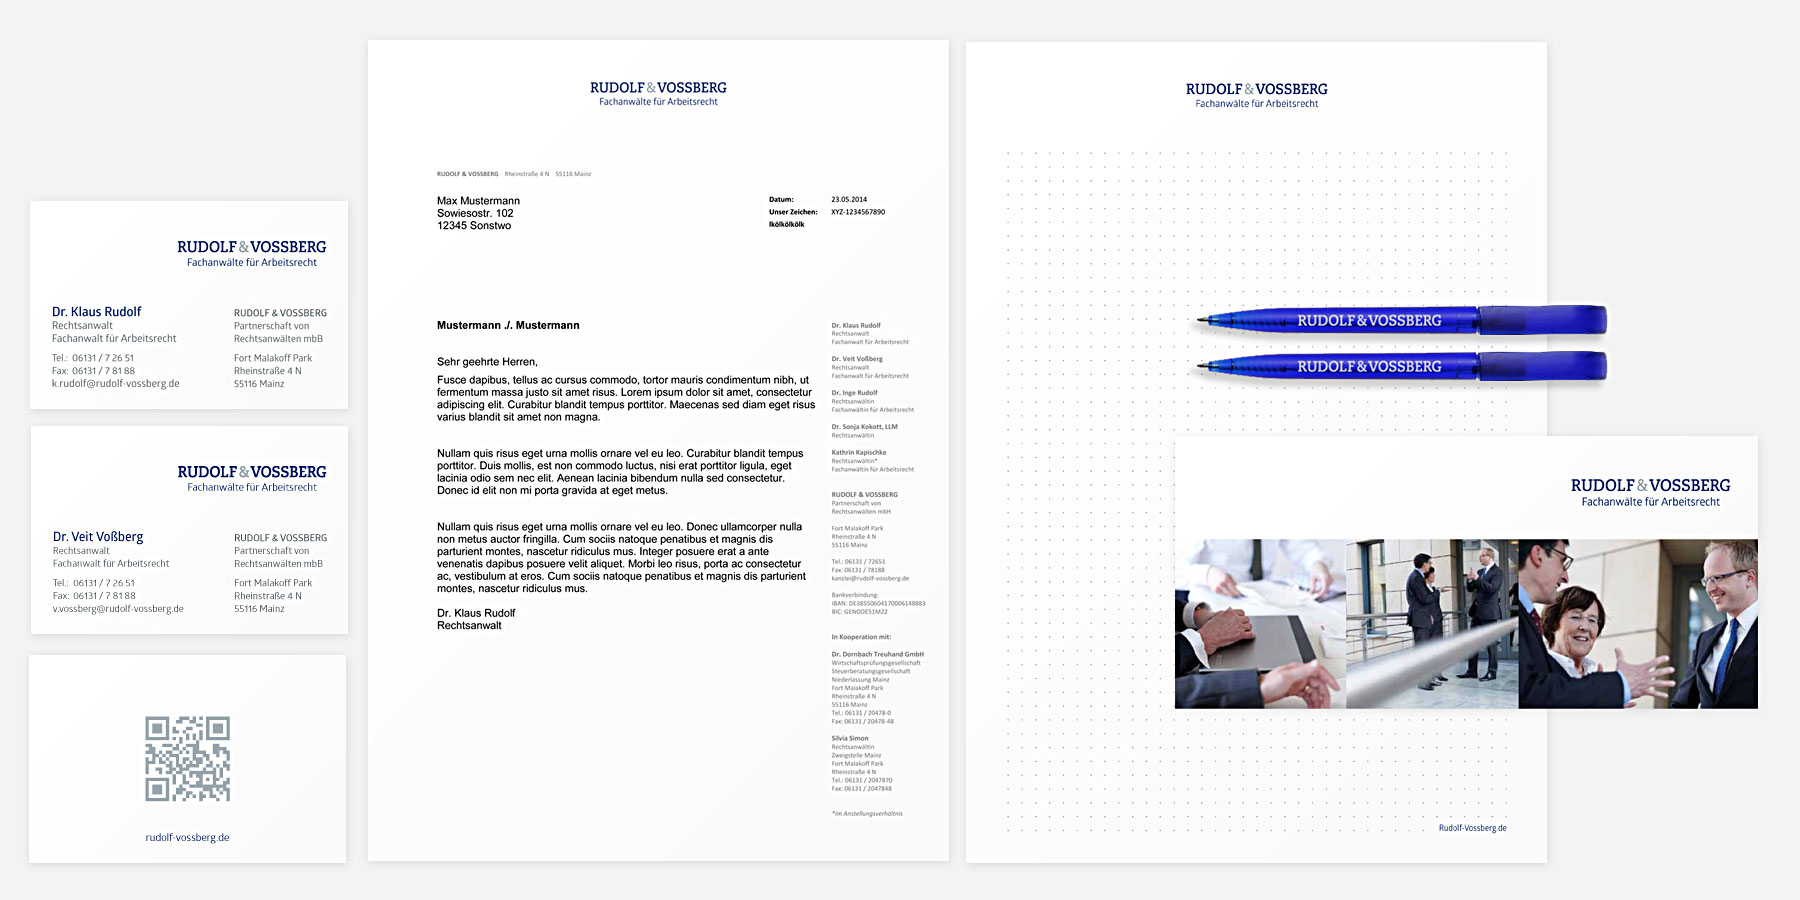 RUDOLF & VOSSBERG
Fachanwälte für Arbeitsrecht
Dr. Klaus Rudolf
Rechtsanwalt
Fachanwalt für Arbeitsrecht
Tel.: 06131 / 7 26 51
Fax: 06131 / 7 81 88
k.rudolf@rudolf-vossberg.de
RUDOLF & VOSSBERG
Partnerschaft von
Rechtsanwälten mbB
Fort Malakoff Park
Rheinstraße 4 N
55116 Mainz
RUDOLF & VOSSBERG
Fachanwälte für Arbeitsrecht
Dr. Veit Voßberg
Rechtsanwalt
Fachanwalt für Arbeitsrecht
Tel.: 06131 / 7 26 51
Fax: 06131 / 7 81 88
v.vossberg@rudolf-vossberg.de
RUDOLF & VOSSBERG
Partnerschaft von
Rechtsanwälten mbB
Fort Malakoff Park
Rheinstraße 4 N
55116 Mainz
rudolf-vossberg.de
RUDOLF & VOSSBERG
Fachanwälte für Arbeitsrecht
RUDOLF & VOSSBERG Rheinstraße 4 N 55116 Mainz
Max Mustermann
Sowiesostr. 102
12345 Sonstwo
Datum: 23.05.2014
Unser Zeichen: XYZ-1234567890
lkölkölkölk
Mustermann ./. Mustermann
Sehr geehrte Herren,
Fusce dapibus, tellus ac cursus commodo, tortor mauris condimentum nibh, ut
fermentum massa justo sit amet risus. Lorem ipsum dolor sit amet, consectetur
adipiscing elit. Curabitur blandit tempus porttitor. Maecenas sed diam eget risus
varius blandit sit amet non magna.
Nullam quis risus eget urna mollis ornare vel eu leo. Curabitur blandit tempus
porttitor. Duis mollis, est non commodo luctus, nisi erat porttitor ligula, eget
lacinia odio sem nec elit. Aenean lacinia bibendum nulla sed consectetur.
Donec id elit non mi porta gravida at eget metus.
Nullam quis risus eget urna mollis ornare vel eu leo. Donec ullamcorper nulla
non metus auctor fringilla. Cum sociis natoque penatibus et magnis dis
parturient montes, nascetur ridiculus mus. Integer posuere erat a ante
venenatis dapibus posuere velit aliquet. Morbi leo risus, porta ac consectetur
ac, vestibulum at eros. Cum sociis natoque penatibus et magnis dis parturient
montes, nascetur ridiculus mus.
Dr. Klaus Rudolf
Rechtsanwalt
Dr. Klaus Rudolf
Rechtsanwalt
Fachanwalt für Arbeitsrecht
Dr. Veit Voßberg
Rechtsanwalt
Fachanwalt für Arbeitsrecht
Dr. Inge Rudolf
Rechtsanwältin
Fachanwältin für Arbeitsrecht
Dr. Sonja Kokott, LLM
Rechtsanwältin
Kathrin Kapischke
Rechtsanwältin*
Fachanwältin für Arbeitsrecht
RUDOLF & VOSSBERG
Partnerschaft von
Rechtsanwälten mbH
Fort Malakoff Park
Rheinstraße 4 N
55116 Mainz
Tel.: 06131 / 72651
Fax: 06131 / 78188
kanzlei@rudolf-vossberg.de
Bankverbindung:
IBAN: DE38550604170006148883
BIC: GENODE51MZ2
In Kooperation mit:
Dr. Dornbach Treuhand GmbH
Wirtschaftsprüfungsgesellschaft
Steuerberatungsgesellschaft
Niederlassung Mainz
Fort Malakoff Park
Rheinstraße 4 N
55116 Mainz
Tel.: 06131 / 20478-0
Fax: 06131 / 20478-48
Silvia Simon
Rechtsanwältin
Zweigstelle Mainz
Fort Malakoff Park
Rheinstraße 4 N
Tel.: 06131 / 2047870
Fax: 06131 / 2047848
*im Anstellungsverhältnis
RUDOLF & VOSSBERG
Fachanwälte für Arbeitsrecht
RUDOLF & VOSSBERG
RUDOLF & VOSSBERG
RUDOLF & VOSSBERG
Fachanwälte für Arbeitsrecht
Rudolf-Vossberg.de